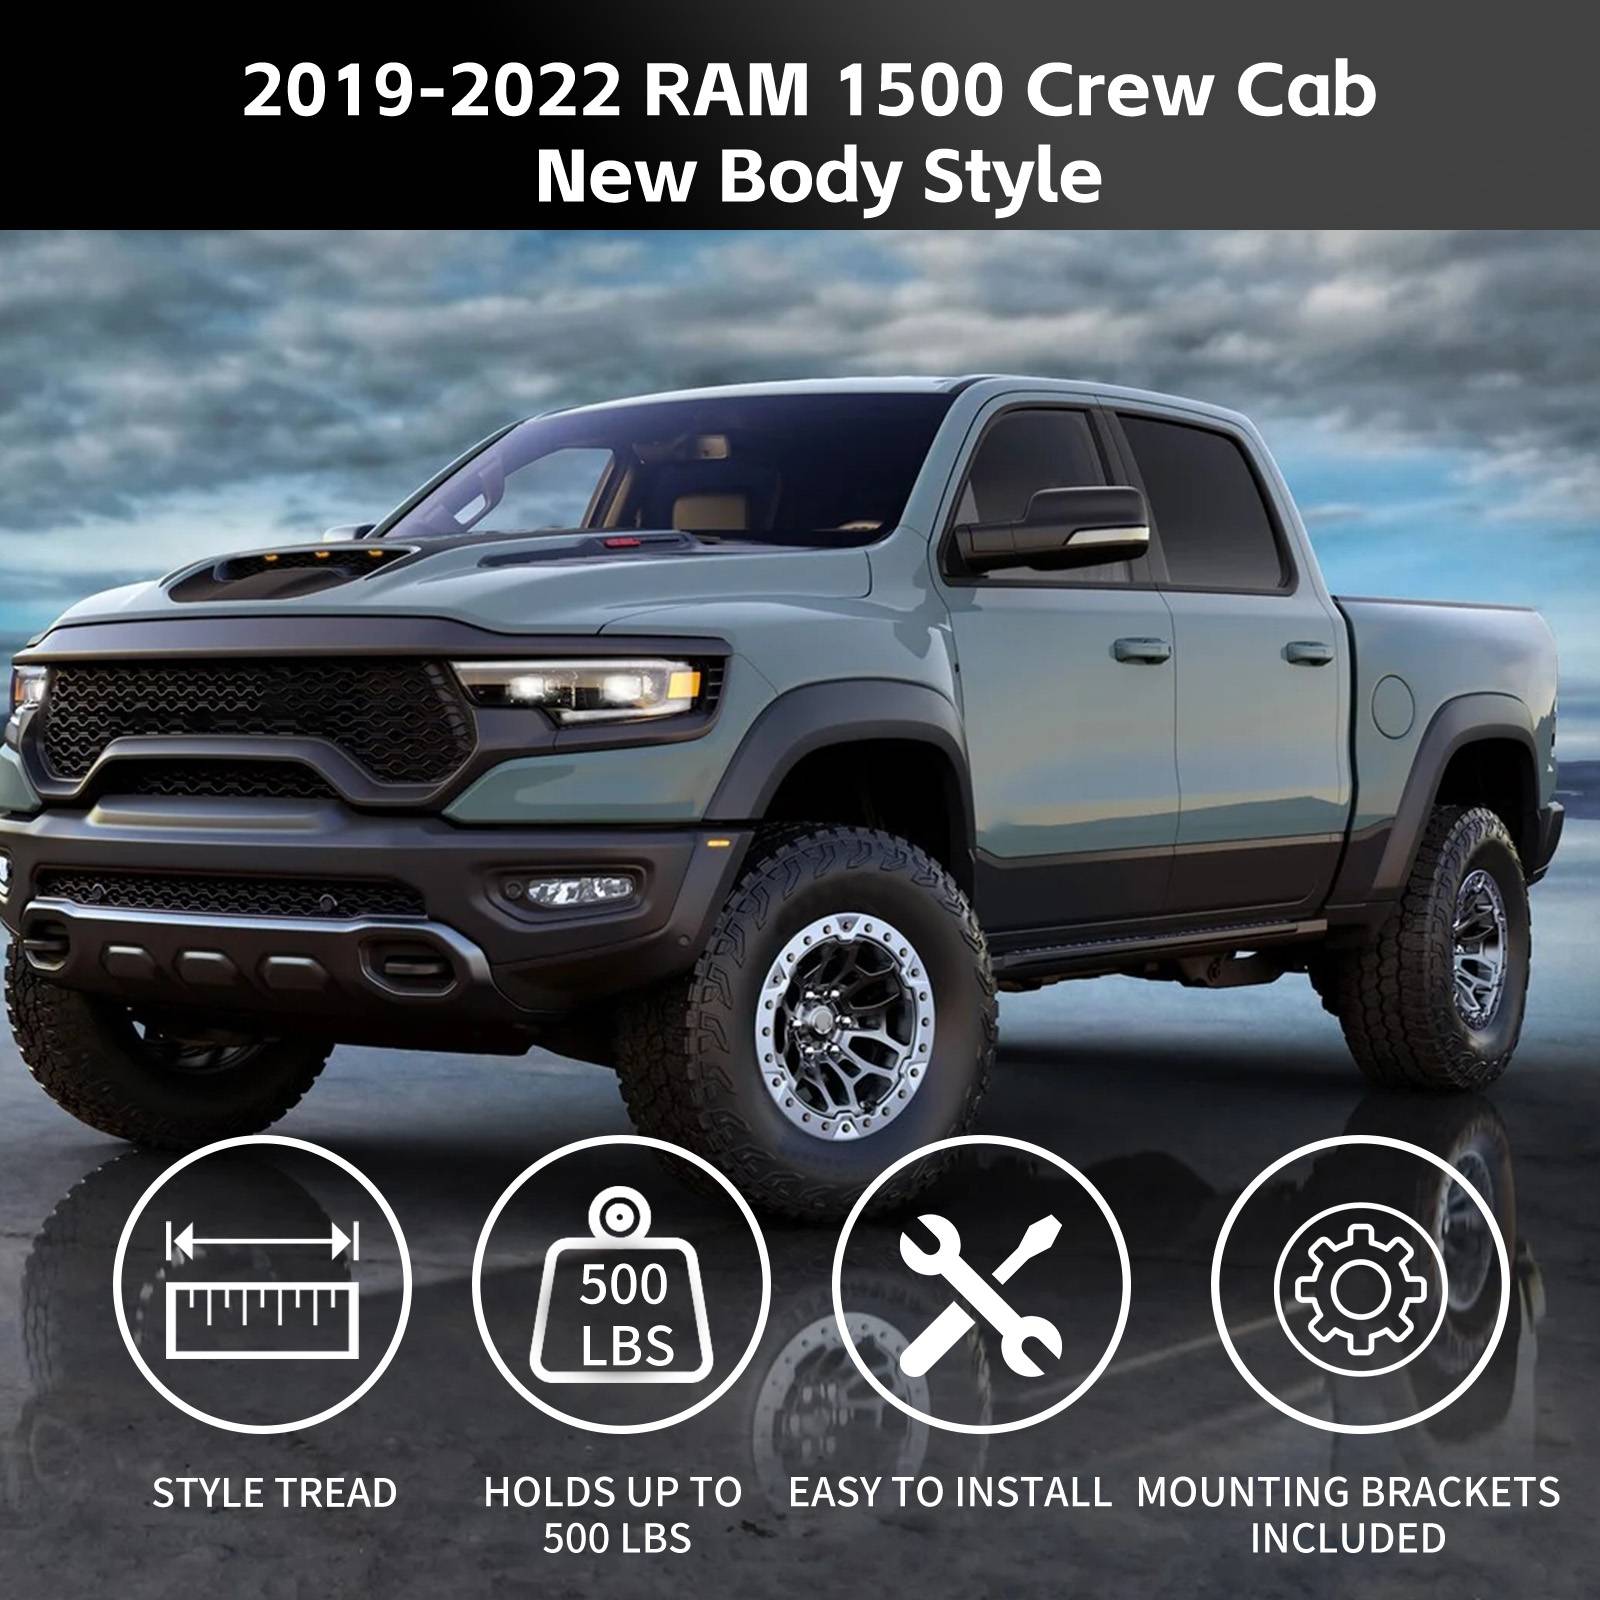 2019-2022 RAM 1500 Crew Cab
New Body Style
500
LBS
STYLE TREAD
HOLDS UP TO
500 LBS
EASY TO INSTALL
MOUNTING BRACKETS
INCLUDED